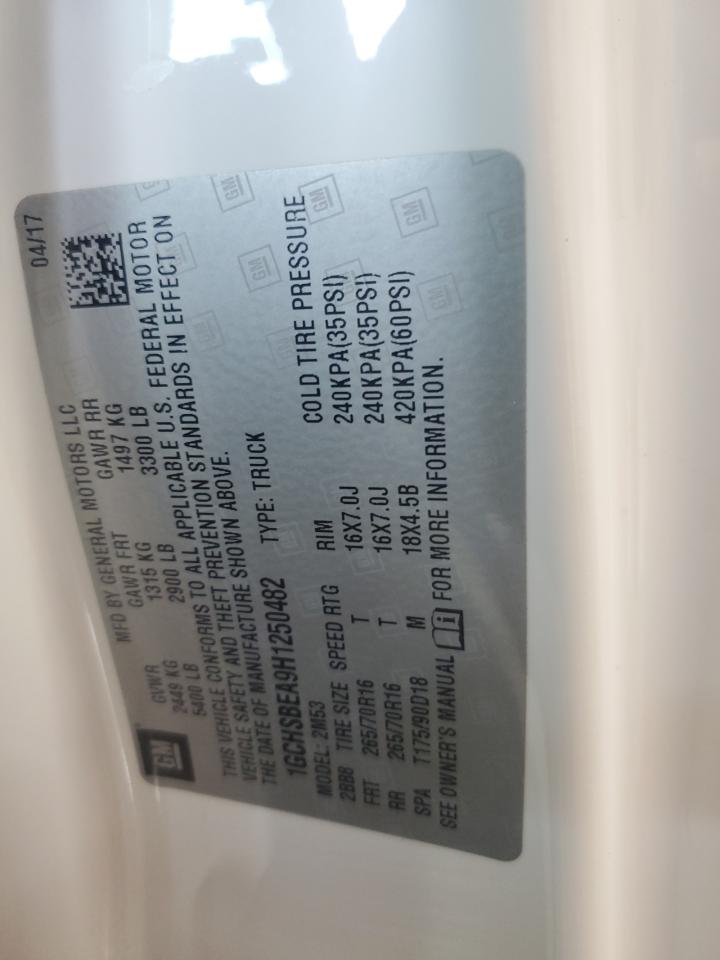 04/17
MFD BY GENERAL MOTORS LLC
GVWR GAWR FRT GAWR RR
2449 KG 1315 KG 1497 KG
5400 LB 2900 LB 3300 LB
THIS VEHICLE CONFORMS TO ALL APPLICABLE U.S. FEDERAL MOTOR
VEHICLE SAFETY AND THEFT PREVENTION STANDARDS IN EFFECT ON
THE DATE OF MANUFACTURE SHOWN ABOVE.
GM
1GCHSBEA9H1250482 TYPE: TRUCK
MODEL: 2M53
2BB8 TIRE SIZE SPEED RTG RIM COLD TIRE PRESSURE
FRT 265/70R16 T 16X7.0J 240KPA(35PSI)
RR 265/70R16 T 16X7.0J 240KPA(35PSI)
SPA T175/90D18 M 18X4.5B 420KPA(60PSI)
SEE OWNER'S MANUAL FOR MORE INFORMATION.